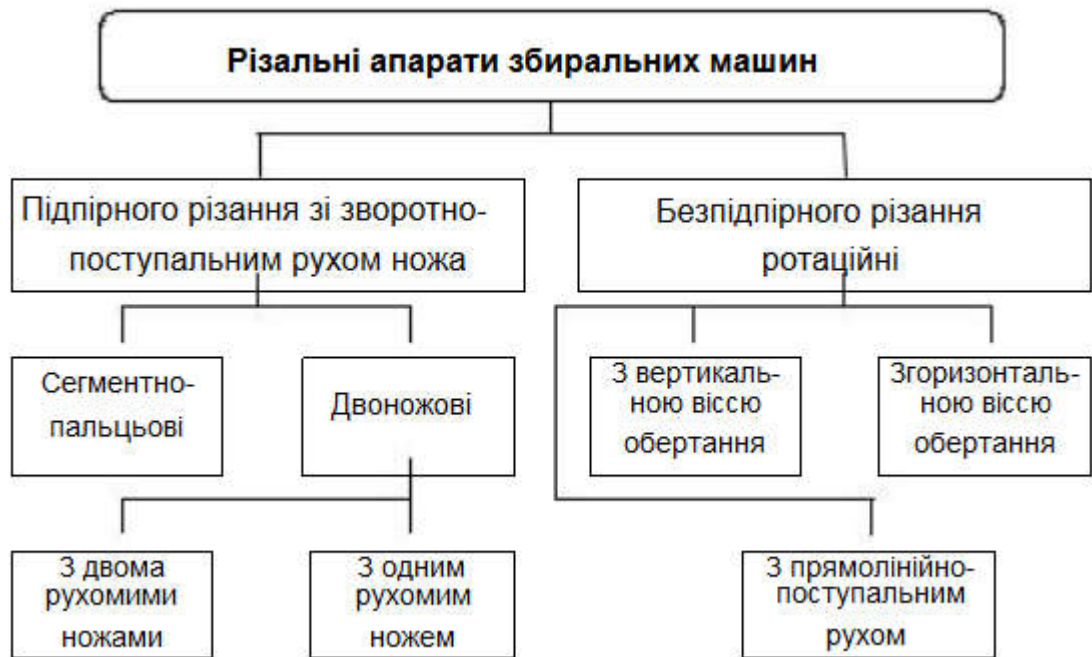 Різальні апарати збиральних машин
Підпірного різання зі зворотно-
поступальним рухом ножа
Безпідпірного різання
ротаційні
Сегментно-
пальцьові
Двоножові
З вертикаль-
ною віссю
обертання
Згоризонталь-
ною віссю
обертання
З двома
рухомими
ножами
З одним
рухомим
ножем
З прямолінійно-
поступальним
рухом